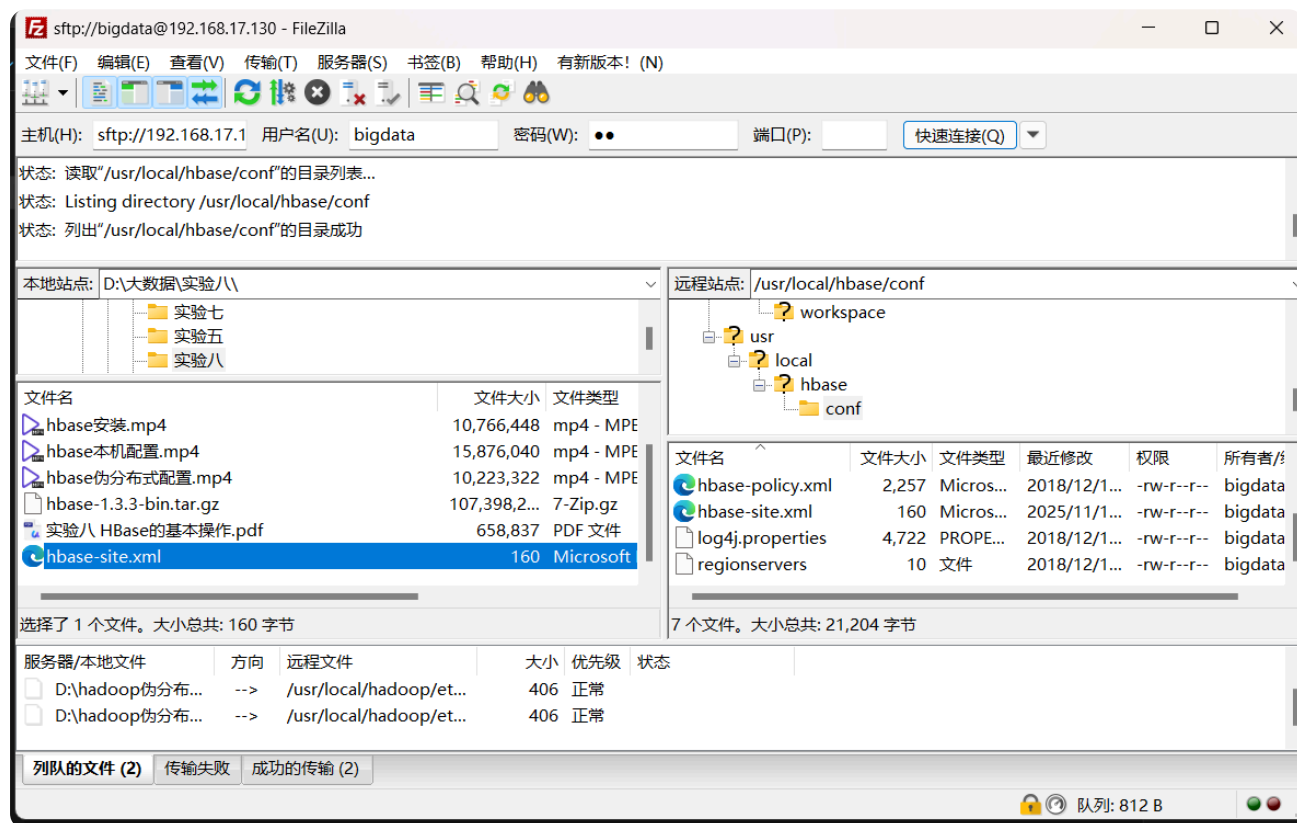 sftp://bigdata@192.168.17.130 - FileZilla
文件(F) 编辑(E) 查看(V) 传输(T) 服务器(S) 书签(B) 帮助(H) 有新版本! (N)
主机(H): sftp://192.168.17.1 用户名(U): bigdata 密码(W): ●● 端口(P): 快速连接(Q)
状态: 读取"/usr/local/hbase/conf"的目录列表...
状态: Listing directory /usr/local/hbase/conf
状态: 列出"/usr/local/hbase/conf"的目录成功
本地站点: D:\大数据\实验八\
实验七
实验五
实验八
文件名 文件大小 文件类型
hbase安装.mp4 10,766,448 mp4 - MPE
hbase本机配置.mp4 15,876,040 mp4 - MPE
hbase伪分布式配置.mp4 10,223,322 mp4 - MPE
hbase-1.3.3-bin.tar.gz 107,398,2... 7-Zip.gz
实验八 HBase的基本操作.pdf 658,837 PDF 文件
hbase-site.xml 160 Microsoft
选择了 1 个文件。大小总共: 160 字节
远程站点: /usr/local/hbase/conf
workspace
usr
local
hbase
conf
文件名 文件大小 文件类型 最近修改 权限 所有者/
hbase-policy.xml 2,257 Micros... 2018/12/1... -rw-r--r-- bigdata
hbase-site.xml 160 Micros... 2025/11/1... -rw-r--r-- bigdata
log4j.properties 4,722 PROPE... 2018/12/1... -rw-r--r-- bigdata
regionservers 10 文件 2018/12/1... -rw-r--r-- bigdata
7 个文件。大小总共: 21,204 字节
服务器/本地文件 方向 远程文件 大小 优先级 状态
D:\hadoop伪分布... --> /usr/local/hadoop/et... 406 正常
D:\hadoop伪分布... --> /usr/local/hadoop/et... 406 正常
列队的文件 (2) 传输失败 成功的传输 (2)
队列: 812 B